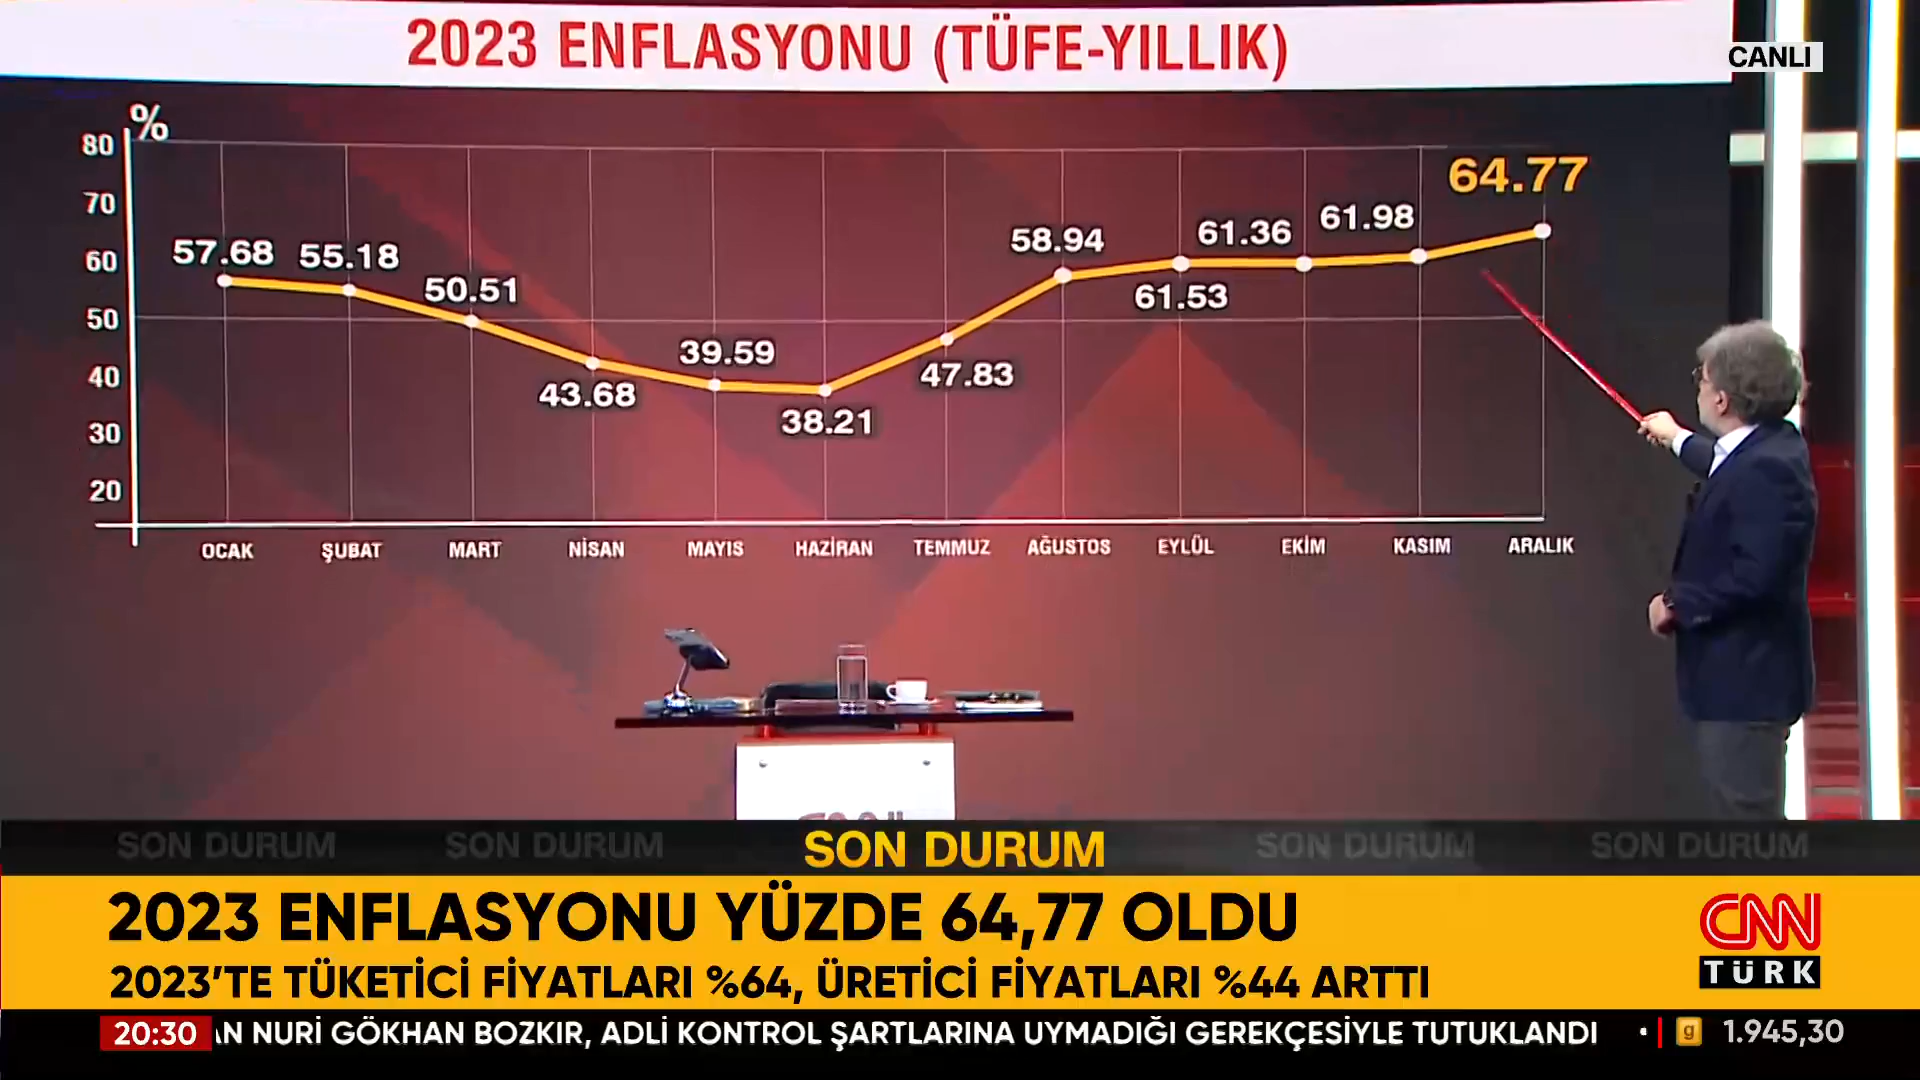 2023 ENFLASYONU (TÜFE-YILLIK)
CANLI
%
80
70
60
50
40
30
20
57.68
55.18
50.51
43.68
39.59
38.21
47.83
58.94
61.53
61.36
61.98
64.77
OCAK ŞUBAT MART NİSAN MAYIS HAZİRAN TEMMUZ AĞUSTOS EYLÜL EKİM KASIM ARALIK
SON DURUM SON DURUM SON DURUM SON DURUM SON DURUM
2023 ENFLASYONU YÜZDE 64,77 OLDU
2023'TE TÜKETİCİ FİYATLARI %64, ÜRETİCİ FİYATLARI %44 ARTTI
CNN
TÜRK
20:30 AN NURİ GÖKHAN BOZKIR, ADLİ KONTROL ŞARTLARINA UYMADIĞI GEREKÇESİYLE TUTUKLANDI g 1.945,30